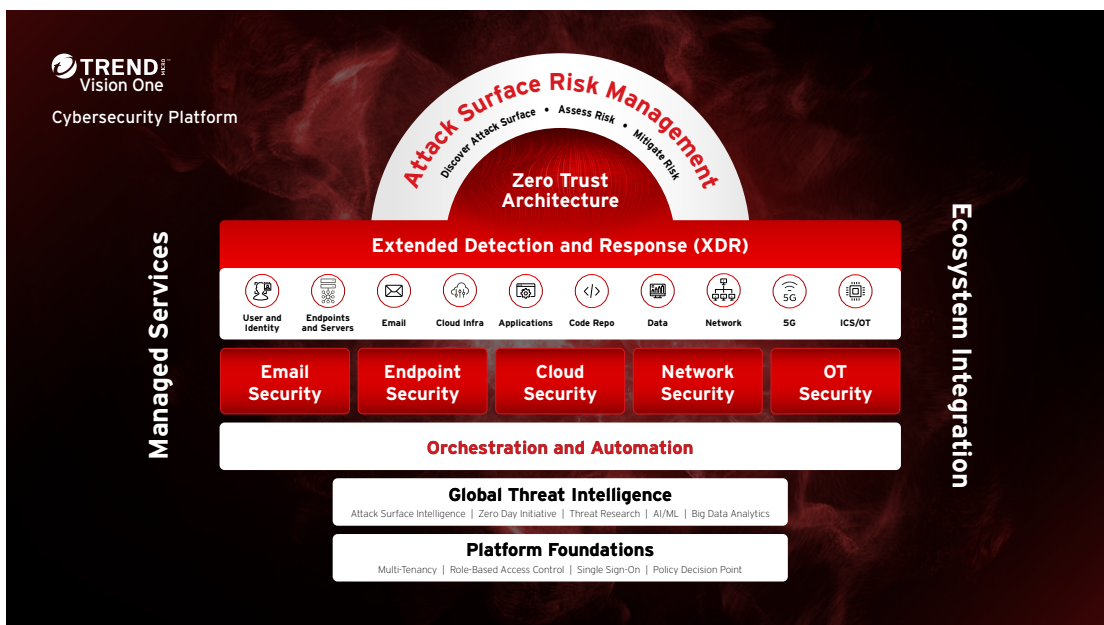 TREND MICRO™
Vision One
Cybersecurity Platform
Attack Surface Risk Management
Discover Attack Surface • Assess Risk • Mitigate Risk
Zero Trust
Architecture
Managed Services
Ecosystem Integration
Extended Detection and Response (XDR)
User and
Identity
Endpoints
and Servers
Email
Cloud Infra
Applications
Code Repo
Data
Network
5G
5G
ICS/OT
Email
Security
Endpoint
Security
Cloud
Security
Network
Security
OT
Security
Orchestration and Automation
Global Threat Intelligence
Attack Surface Intelligence | Zero Day Initiative | Threat Research | AI/ML | Big Data Analytics
Platform Foundations
Multi-Tenancy | Role-Based Access Control | Single Sign-On | Policy Decision Point